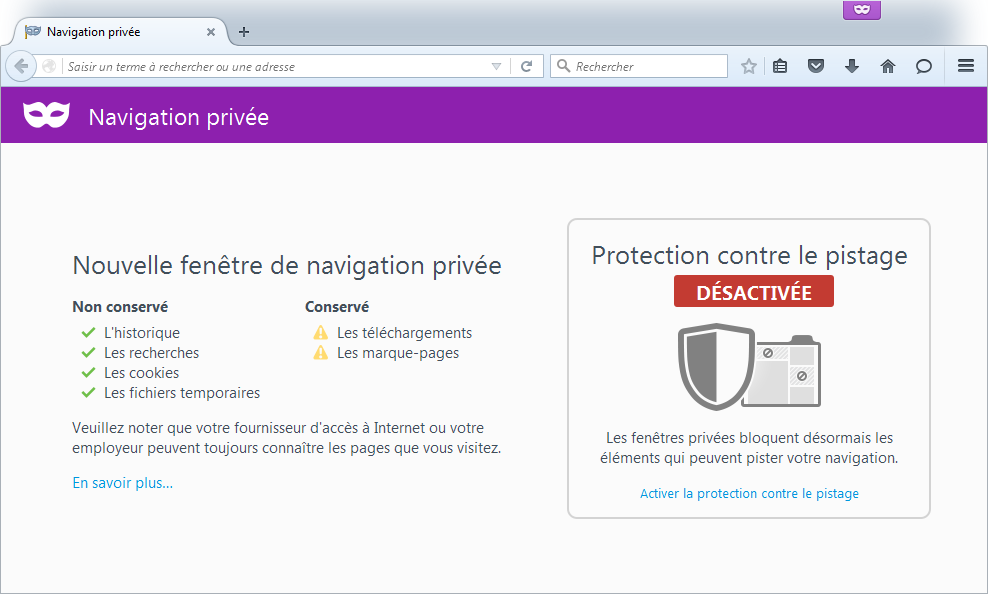 Navigation privée
Saisir un terme à rechercher ou une adresse
Rechercher
Navigation privée
Nouvelle fenêtre de navigation privée
Non conservé
L'historique
Les recherches
Les cookies
Les fichiers temporaires
Conservé
Les téléchargements
Les marque-pages
Veuillez noter que votre fournisseur d'accès à Internet ou votre
employeur peuvent toujours connaître les pages que vous visitez.
En savoir plus...
Protection contre le pistage
DÉSACTIVÉE
Les fenêtres privées bloquent désormais les
éléments qui peuvent pister votre navigation.
Activer la protection contre le pistage